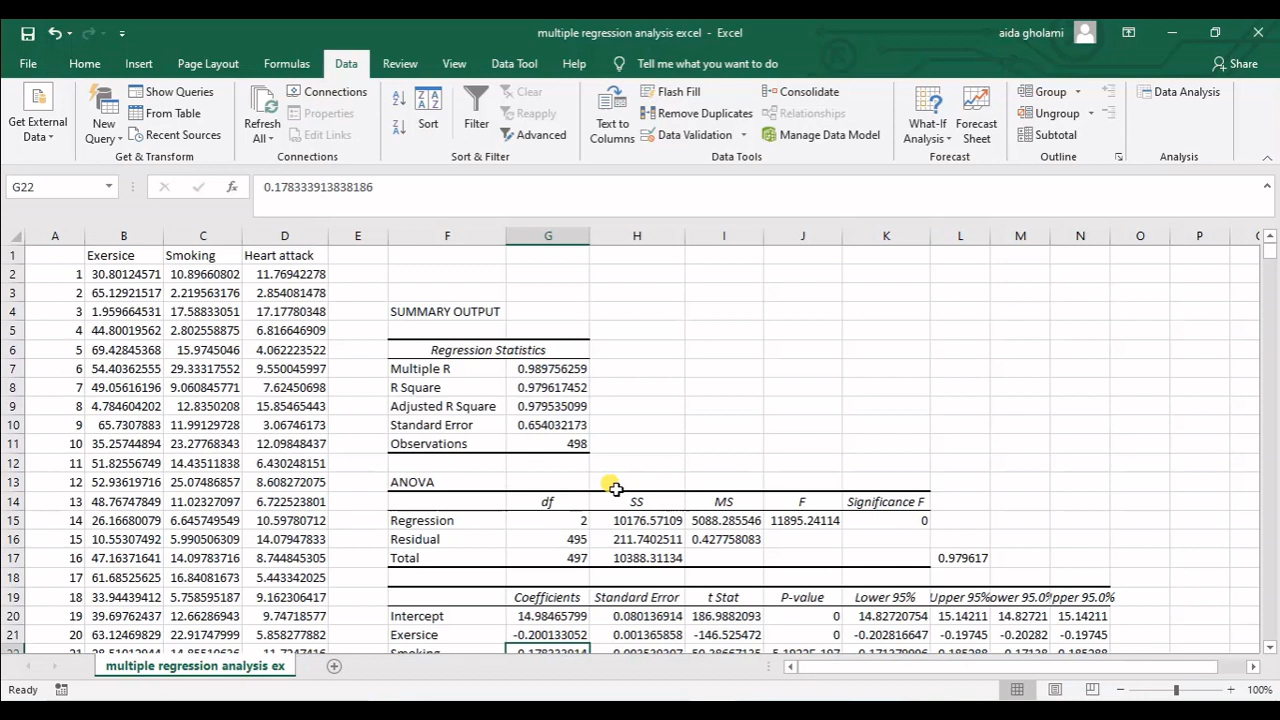 multiple regression analysis excel - Excel
aida gholami
File Home Insert Page Layout Formulas Data Review View Data Tool Help Tell me what you want to do Share
Get External Data
New Query
Show Queries
From Table
Recent Sources
Get & Transform
Refresh All
Connections
Properties
Edit Links
Connections
Sort
Filter
Clear
Reapply
Advanced
Sort & Filter
Text to Columns
Flash Fill
Remove Duplicates
Data Validation
Consolidate
Relationships
Manage Data Model
Data Tools
What-If Analysis
Forecast Sheet
Forecast
Group
Ungroup
Subtotal
Outline
Data Analysis
Analysis
G22 fx 0.178333913838186
A B C D E F G H I J K L M N O P
1 Exersice Smoking Heart attack
2 1 30.80124571 10.89660802 11.76942278
3 2 65.12921517 2.219563176 2.854081478
4 3 1.959664531 17.58833051 17.17780348 SUMMARY OUTPUT
5 4 44.80019562 2.802558875 6.816646909
6 5 69.42845368 15.9745046 4.062223522 Regression Statistics
7 6 54.40362555 29.33317552 9.550045997 Multiple R 0.989756259
8 7 49.05616196 9.060845771 7.62450698 R Square 0.979617452
9 8 4.784604202 12.8350208 15.85465443 Adjusted R Square 0.979535099
10 9 65.7307883 11.99129728 3.06746173 Standard Error 0.654032173
11 10 35.25744894 23.27768343 12.09848437 Observations 498
12 11 51.82556749 14.43511838 6.430248151
13 12 52.93619716 25.07486857 8.608272075 ANOVA
14 13 48.76747849 11.02327097 6.722523801 df SS MS F Significance F
15 14 26.16680079 6.645749549 10.59780712 Regression 2 10176.57109 5088.285546 11895.24114 0
16 15 10.55307492 5.990506306 14.07947833 Residual 495 211.7402511 0.427758083
17 16 47.16371641 14.09783716 8.744845305 Total 497 10388.31134 0.979617
18 17 61.68525625 16.84081673 5.443342025
19 18 33.94439412 5.758595187 9.162306417 Coefficients Standard Error t Stat P-value Lower 95% Upper 95% ower 95.0% pper 95.0%
20 19 39.69762437 12.66286943 9.74718577 Intercept 14.98465799 0.080136914 186.9882093 0 14.82720754 15.14211 14.82721 15.14211
21 20 63.12469829 22.91747999 5.858277882 Exersice -0.200133052 0.001365858 -146.525472 0 -0.202816647 -0.19745 -0.20282 -0.19745
multiple regression analysis ex
Ready 100%